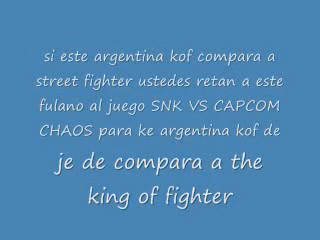 si este argentina kof compara a
street fighter ustedes retan a este
fulano al juego SNK VS CAPCOM
CHAOS para ke argentina kof de
je de compara a the
king of fighter